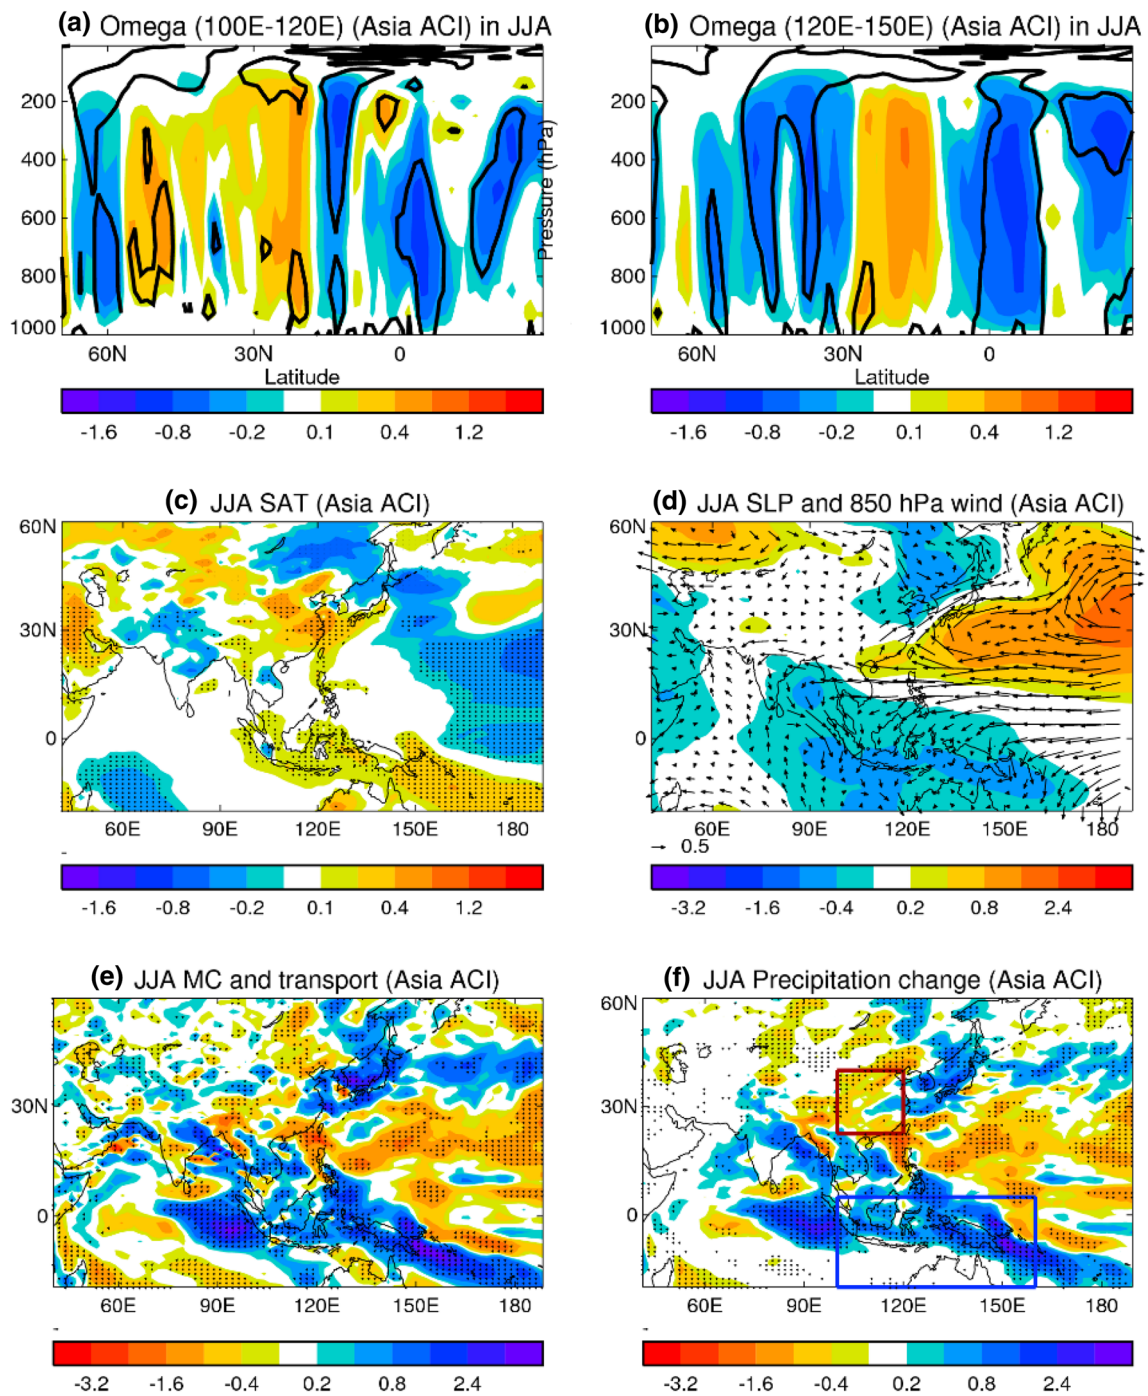 (a) Omega (100E-120E) (Asia ACI) in JJA
(b) Omega (120E-150E) (Asia ACI) in JJA
200
400
600
800
1000
60N 30N 0
Latitude
Pressure (hPa)
200
400
600
800
1000
60N 30N 0
Latitude
-1.6 -0.8 -0.2 0.1 0.4 1.2
-1.6 -0.8 -0.2 0.1 0.4 1.2
(c) JJA SAT (Asia ACI)
(d) JJA SLP and 850 hPa wind (Asia ACI)
60N
30N
0
60E 90E 120E 150E 180
60N
30N
0
60E 90E 120E 150E 180
0.5
-1.6 -0.8 -0.2 0.1 0.4 1.2
-3.2 -1.6 -0.4 0.2 0.8 2.4
(e) JJA MC and transport (Asia ACI)
(f) JJA Precipitation change (Asia ACI)
30N
0
60E 90E 120E 150E 180
60N
30N
0
60E 90E 120E 150E 180
-3.2 -1.6 -0.4 0.2 0.8 2.4
-3.2 -1.6 -0.4 0.2 0.8 2.4